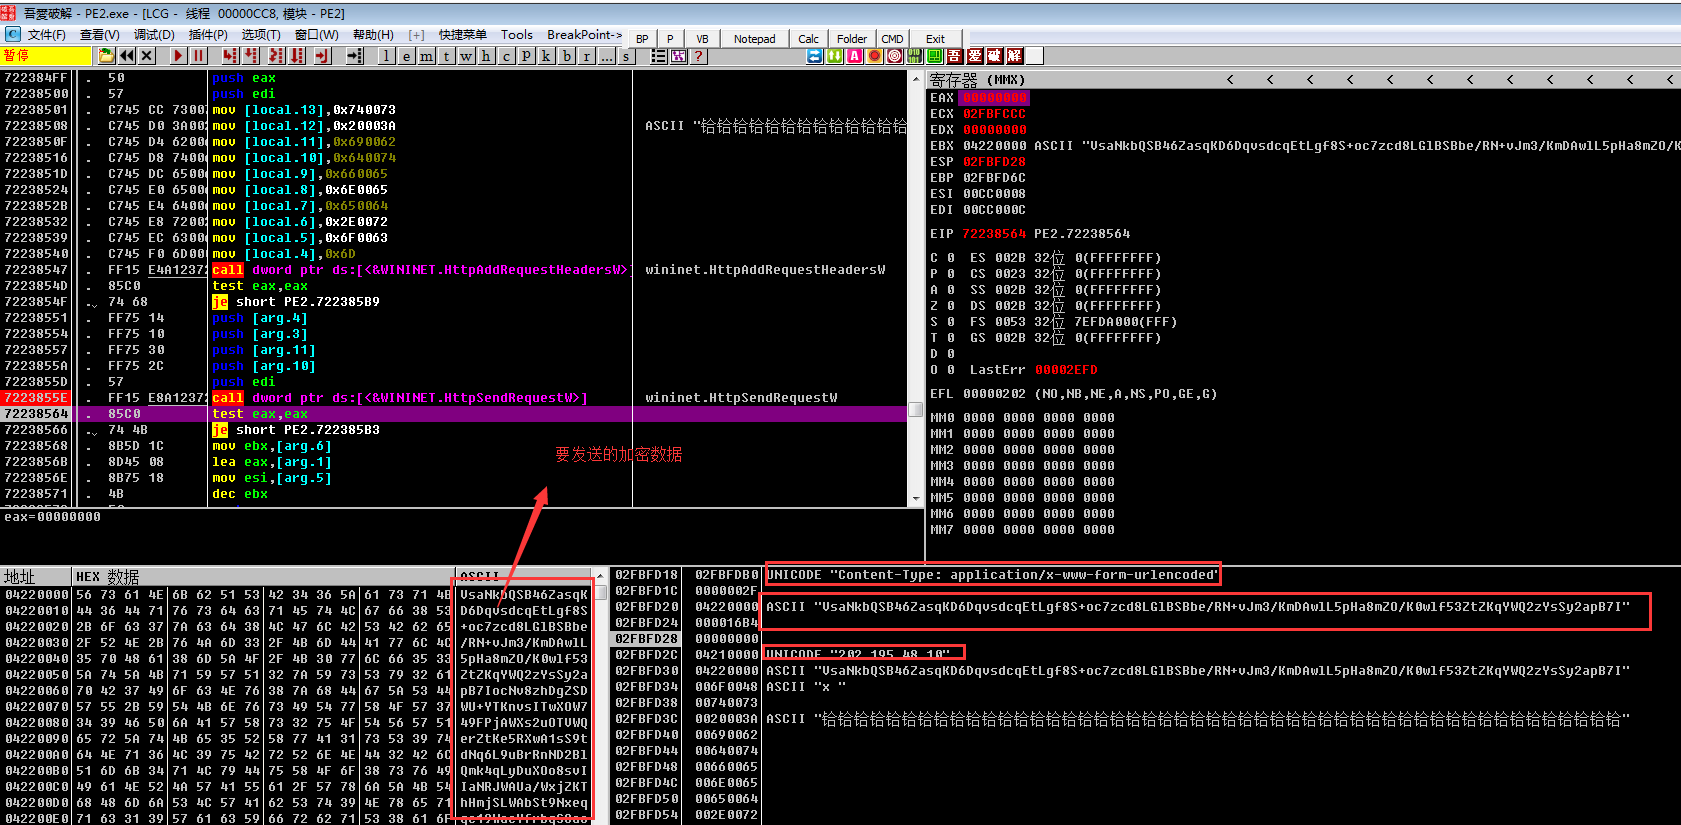 吾愛破解 - PE2.exe - [LCG - 线程 00000CC8, 模块 - PE2]
C 文件(F) 查看(V) 调试(D) 插件(P) 选项(T) 窗口(W) 帮助(H) [+] 快捷菜单 Tools BreakPoint-> BP P VB Notepad Calc Folder CMD Exit
暂停 l e m t w h c p k b r ... s ? 吾 爱 破 解
722384FF . 50 push eax
72238500 . 57 push edi
72238501 . C745 CC 7300 mov [local.13],0x740073
72238508 . C745 D0 3A00 mov [local.12],0x20003A ASCII "铪铪铪铪铪铪铪铪铪铪铪铪铪
7223850F . C745 D4 6200 mov [local.11],0x690062
72238516 . C745 D8 7400 mov [local.10],0x640074
7223851D . C745 DC 6500 mov [local.9],0x660065
72238524 . C745 E0 6500 mov [local.8],0x6E0065
7223852B . C745 E4 6400 mov [local.7],0x650064
72238532 . C745 E8 7200 mov [local.6],0x2E0072
72238539 . C745 EC 6300 mov [local.5],0x6F0063
72238540 . C745 F0 6D00 mov [local.4],0x6D
72238547 . FF15 E4A12372 call dword ptr ds:[<&WININET.HttpAddRequestHeadersW>] wininet.HttpAddRequestHeadersW
7223854D . 85C0 test eax,eax
7223854F . 74 68 je short PE2.722385B9
72238551 . FF75 14 push [arg.4]
72238554 . FF75 10 push [arg.3]
72238557 . FF75 30 push [arg.11]
7223855A . FF75 2C push [arg.10]
7223855D . 57 push edi
7223855E . FF15 E8A12372 call dword ptr ds:[<&WININET.HttpSendRequestW>] wininet.HttpSendRequestW
72238564 . 85C0 test eax,eax
72238566 . 74 4B je short PE2.722385B3
72238568 . 8B5D 1C mov ebx,[arg.6]
7223856B . 8D45 08 lea eax,[arg.1]
7223856E . 8B75 18 mov esi,[arg.5]
72238571 . 4B dec ebx
要发送的加密数据
eax=00000000
寄存器 (MMX) < < < < < < < < < < < <
EAX 00000000
ECX 02FBFCCC
EDX 00000000
EBX 04220000 ASCII "VsaNkbQSB46ZasqKD6DqvsdcqEtLgf8S+oc7zcd8LGlBSBbe/RN+vJm3/KmDAwlL5pHa8mZO/K
ESP 02FBFD28
EBP 02FBFD6C
ESI 00CC0008
EDI 00CC000C
EIP 72238564 PE2.72238564
C 0 ES 002B 32位 0(FFFFFFFF)
P 0 CS 0023 32位 0(FFFFFFFF)
A 0 SS 002B 32位 0(FFFFFFFF)
Z 0 DS 002B 32位 0(FFFFFFFF)
S 0 FS 0053 32位 7EFDA000(FFF)
T 0 GS 002B 32位 0(FFFFFFFF)
D 0
O 0 LastErr 00002EFD
EFL 00000202 (NO,NB,NE,A,NS,PO,GE,G)
MM0 0000 0000 0000 0000
MM1 0000 0000 0000 0000
MM2 0000 0000 0000 0000
MM3 0000 0000 0000 0000
MM4 0000 0000 0000 0000
MM5 0000 0000 0000 0000
MM6 0000 0000 0000 0000
MM7 0000 0000 0000 0000
地址 HEX 数据 ASCII
04220000 56 73 61 4E 6B 62 51 53 42 34 36 5A 61 73 71 4B VsaNkbQSB46ZasqK
04220010 44 36 44 71 76 73 64 63 71 45 74 4C 67 66 38 53 D6DqvsdcqEtLgf8S
04220020 2B 6F 63 37 7A 63 64 38 4C 47 6C 42 53 42 62 65 +oc7zcd8LGlBSBbe
04220030 2F 52 4E 2B 76 4A 6D 33 2F 4B 6D 44 41 77 6C 4C /RN+vJm3/KmDAwlL
04220040 35 70 48 61 38 6D 5A 4F 2F 4B 30 77 6C 66 35 33 5pHa8mZO/K0wlf53
04220050 5A 74 5A 4B 71 59 57 51 32 7A 59 73 53 79 32 61 ZtZKqYWQ2zYsSy2a
04220060 70 42 37 49 6F 63 4E 76 38 7A 68 44 67 5A 53 44 pB7IocNv8zhDgZSD
04220070 57 55 2B 59 54 4B 6E 76 73 49 54 77 58 4F 57 37 WU+YTKnvsITwXOW7
04220080 34 39 46 50 6A 41 57 58 73 32 75 4F 54 56 57 51 49FPjAWXs2uOTVWQ
04220090 65 72 5A 74 4B 65 35 52 58 77 41 31 73 53 39 74 erZtKe5RXwA1sS9t
042200A0 64 4E 71 36 4C 39 75 42 72 52 6E 4E 44 32 42 6C dNq6L9uBrRnND2Bl
042200B0 51 6D 6B 34 71 4C 79 44 75 58 4F 6F 38 73 76 49 Qmk4qLyDuXOo8svI
042200C0 49 61 4E 52 4A 57 41 55 61 2F 57 78 6A 5A 4B 54 IaNRJWAUa/WxjZKT
042200D0 68 48 6D 6A 53 4C 57 41 62 53 74 39 4E 78 65 71 hHmjSLWAbSt9Nxeq
042200E0 71 63 31 39 57 61 63 59 66 72 62 71 53 38 61 6F qc19WacYfrbqS8ao
02FBFD18 02FBFDB0 UNICODE "Content-Type: application/x-www-form-urlencoded"
02FBFD1C 0000002F
02FBFD20 04220000 ASCII "VsaNkbQSB46ZasqKD6DqvsdcqEtLgf8S+oc7zcd8LGlBSBbe/RN+vJm3/KmDAwlL5pHa8mZO/K0wlf53ZtZKqYWQ2zYsSy2apB7I"
02FBFD24 000016B4
02FBFD28 00000000
02FBFD2C 04210000 UNICODE "202.195.48.10"
02FBFD30 04220000 ASCII "VsaNkbQSB46ZasqKD6DqvsdcqEtLgf8S+oc7zcd8LGlBSBbe/RN+vJm3/KmDAwlL5pHa8mZO/K0wlf53ZtZKqYWQ2zYsSy2apB7I"
02FBFD34 006F0048 ASCII "x "
02FBFD38 00740073
02FBFD3C 0020003A ASCII "铪铪铪铪铪铪铪铪铪铪铪铪铪铪铪铪铪铪铪铪铪铪铪铪铪铪铪铪铪铪铪铪铪铪铪铪铪铪铪铪铪铪铪铪铪铪铪铪铪铪"
02FBFD40 00690062
02FBFD44 00640074
02FBFD48 00660065
02FBFD4C 006E0065
02FBFD50 00650064
02FBFD54 002E0072